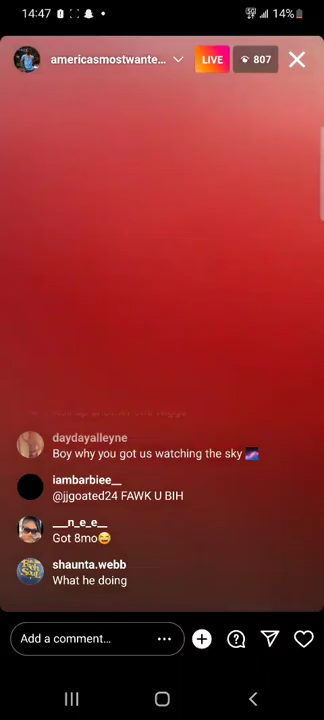 14:47
14%
americasmostwante...
LIVE
807
daydayalleyne
Boy why you got us watching the sky
iambarbiee__
@jjgoated24 FAWK U BIH
___n_e_e__
Got 8mo😂
shaunta.webb
What he doing
Add a comment...